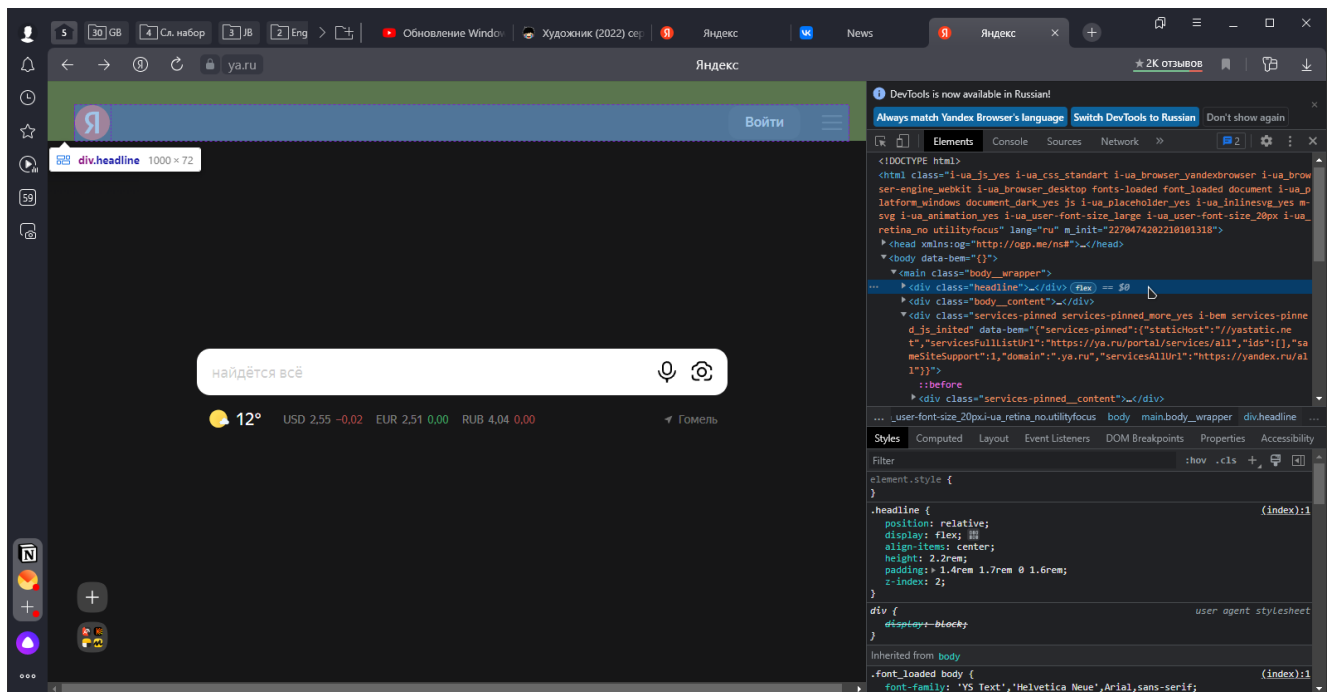 5 30 GB 4 Сл. набор 3 JB 2 Eng Обновление Window Художник (2022) сер Я Яндекс News Я Яндекс
Я ya.ru Яндекс ★ 2K отзывов
DevTools is now available in Russian!
Always match Yandex Browser's language Switch DevTools to Russian Don't show again
Я Войти
Elements Console Sources Network 2
div.headline 1000 × 72
59
<!DOCTYPE html>
<html class="i-ua_js_yes i-ua_css_standart i-ua_browser_yandexbrowser i-ua_brow
ser-engine_webkit i-ua_browser_desktop fonts-loaded font_loaded document i-ua_p
latform_windows document_dark_yes js i-ua_placeholder_yes i-ua_inlinesvg_yes m-
svg i-ua_animation_yes i-ua_user-font-size_large i-ua_user-font-size_20px i-ua_
retina_no utilityfocus" lang="ru" m_init="2270474202210101318">
<head xmlns:og="http://ogp.me/ns#">…</head>
<body data-bem="{}">
<main class="body__wrapper">
<div class="headline">…</div> flex == $0
<div class="body__content">…</div>
<div class="services-pinned services-pinned_more_yes i-bem services-pinne
d_js_inited" data-bem="{"services-pinned":{"staticHost":"//yastatic.ne
t","servicesFullListUrl":"https://ya.ru/portal/services/all","ids":[],"sa
meSiteSupport":1,"domain":".ya.ru","servicesAllUrl":"https://yandex.ru/al
l"}}">
::before
<div class="services-pinned__content">…</div>
найдётся всё
12° USD 2,55 −0,02 EUR 2,51 0,00 RUB 4,04 0,00 Гомель
... _user-font-size_20px.i-ua_retina_no.utilityfocus body main.body__wrapper div.headline ...
Styles Computed Layout Event Listeners DOM Breakpoints Properties Accessibility
Filter :hov .cls +
element.style {
}
.headline { (index):1
position: relative;
display: flex;
align-items: center;
height: 2.2rem;
padding: 1.4rem 1.7rem 0 1.6rem;
z-index: 2;
}
div { user agent stylesheet
display: block;
}
Inherited from body
.font_loaded body { (index):1
font-family: 'YS Text','Helvetica Neue',Arial,sans-serif;